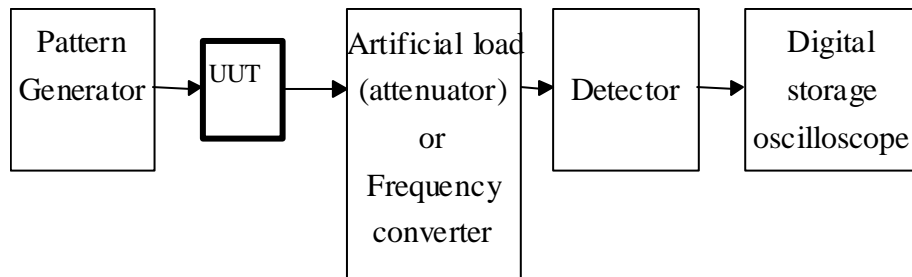 Pattern
Generator
UUT
Artificial load
(attenuator)
or
Frequency
converter
Detector
Digital
storage
oscilloscope